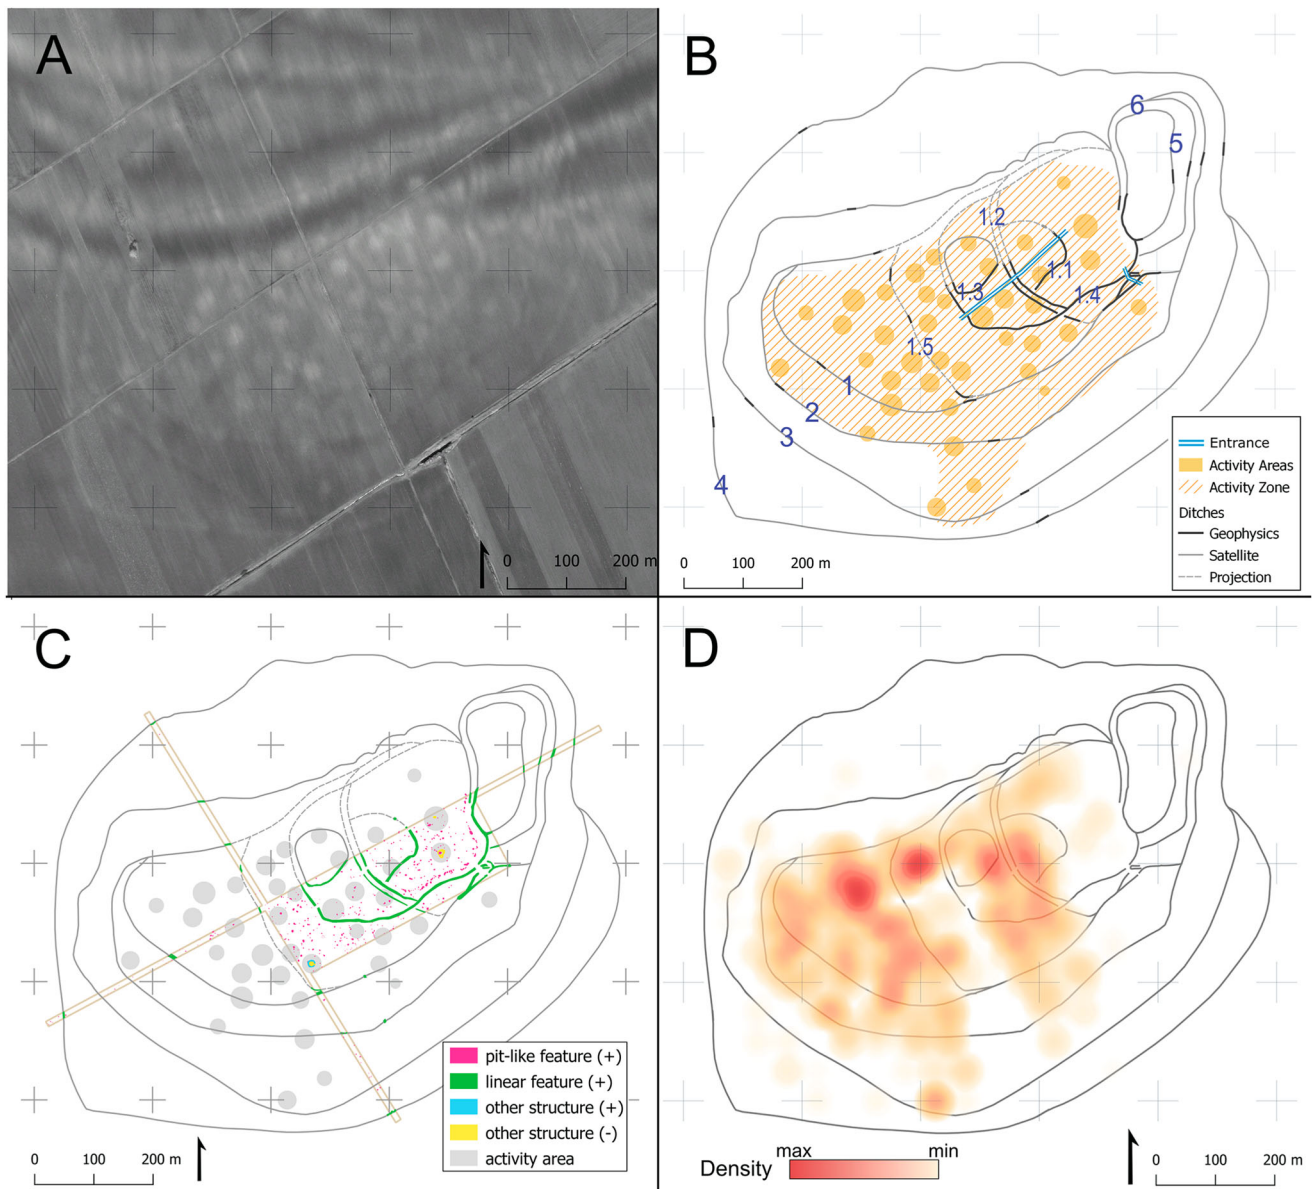 A
0 100 200 m
B
6
5
1.2
1.1
1.3
1.4
1.5
1
2
3
4
Entrance
Activity Areas
Activity Zone
Ditches
Geophysics
Satellite
Projection
0 100 200 m
C
pit-like feature (+)
linear feature (+)
other structure (+)
other structure (-)
activity area
0 100 200 m
D
max min
Density
0 100 200 m